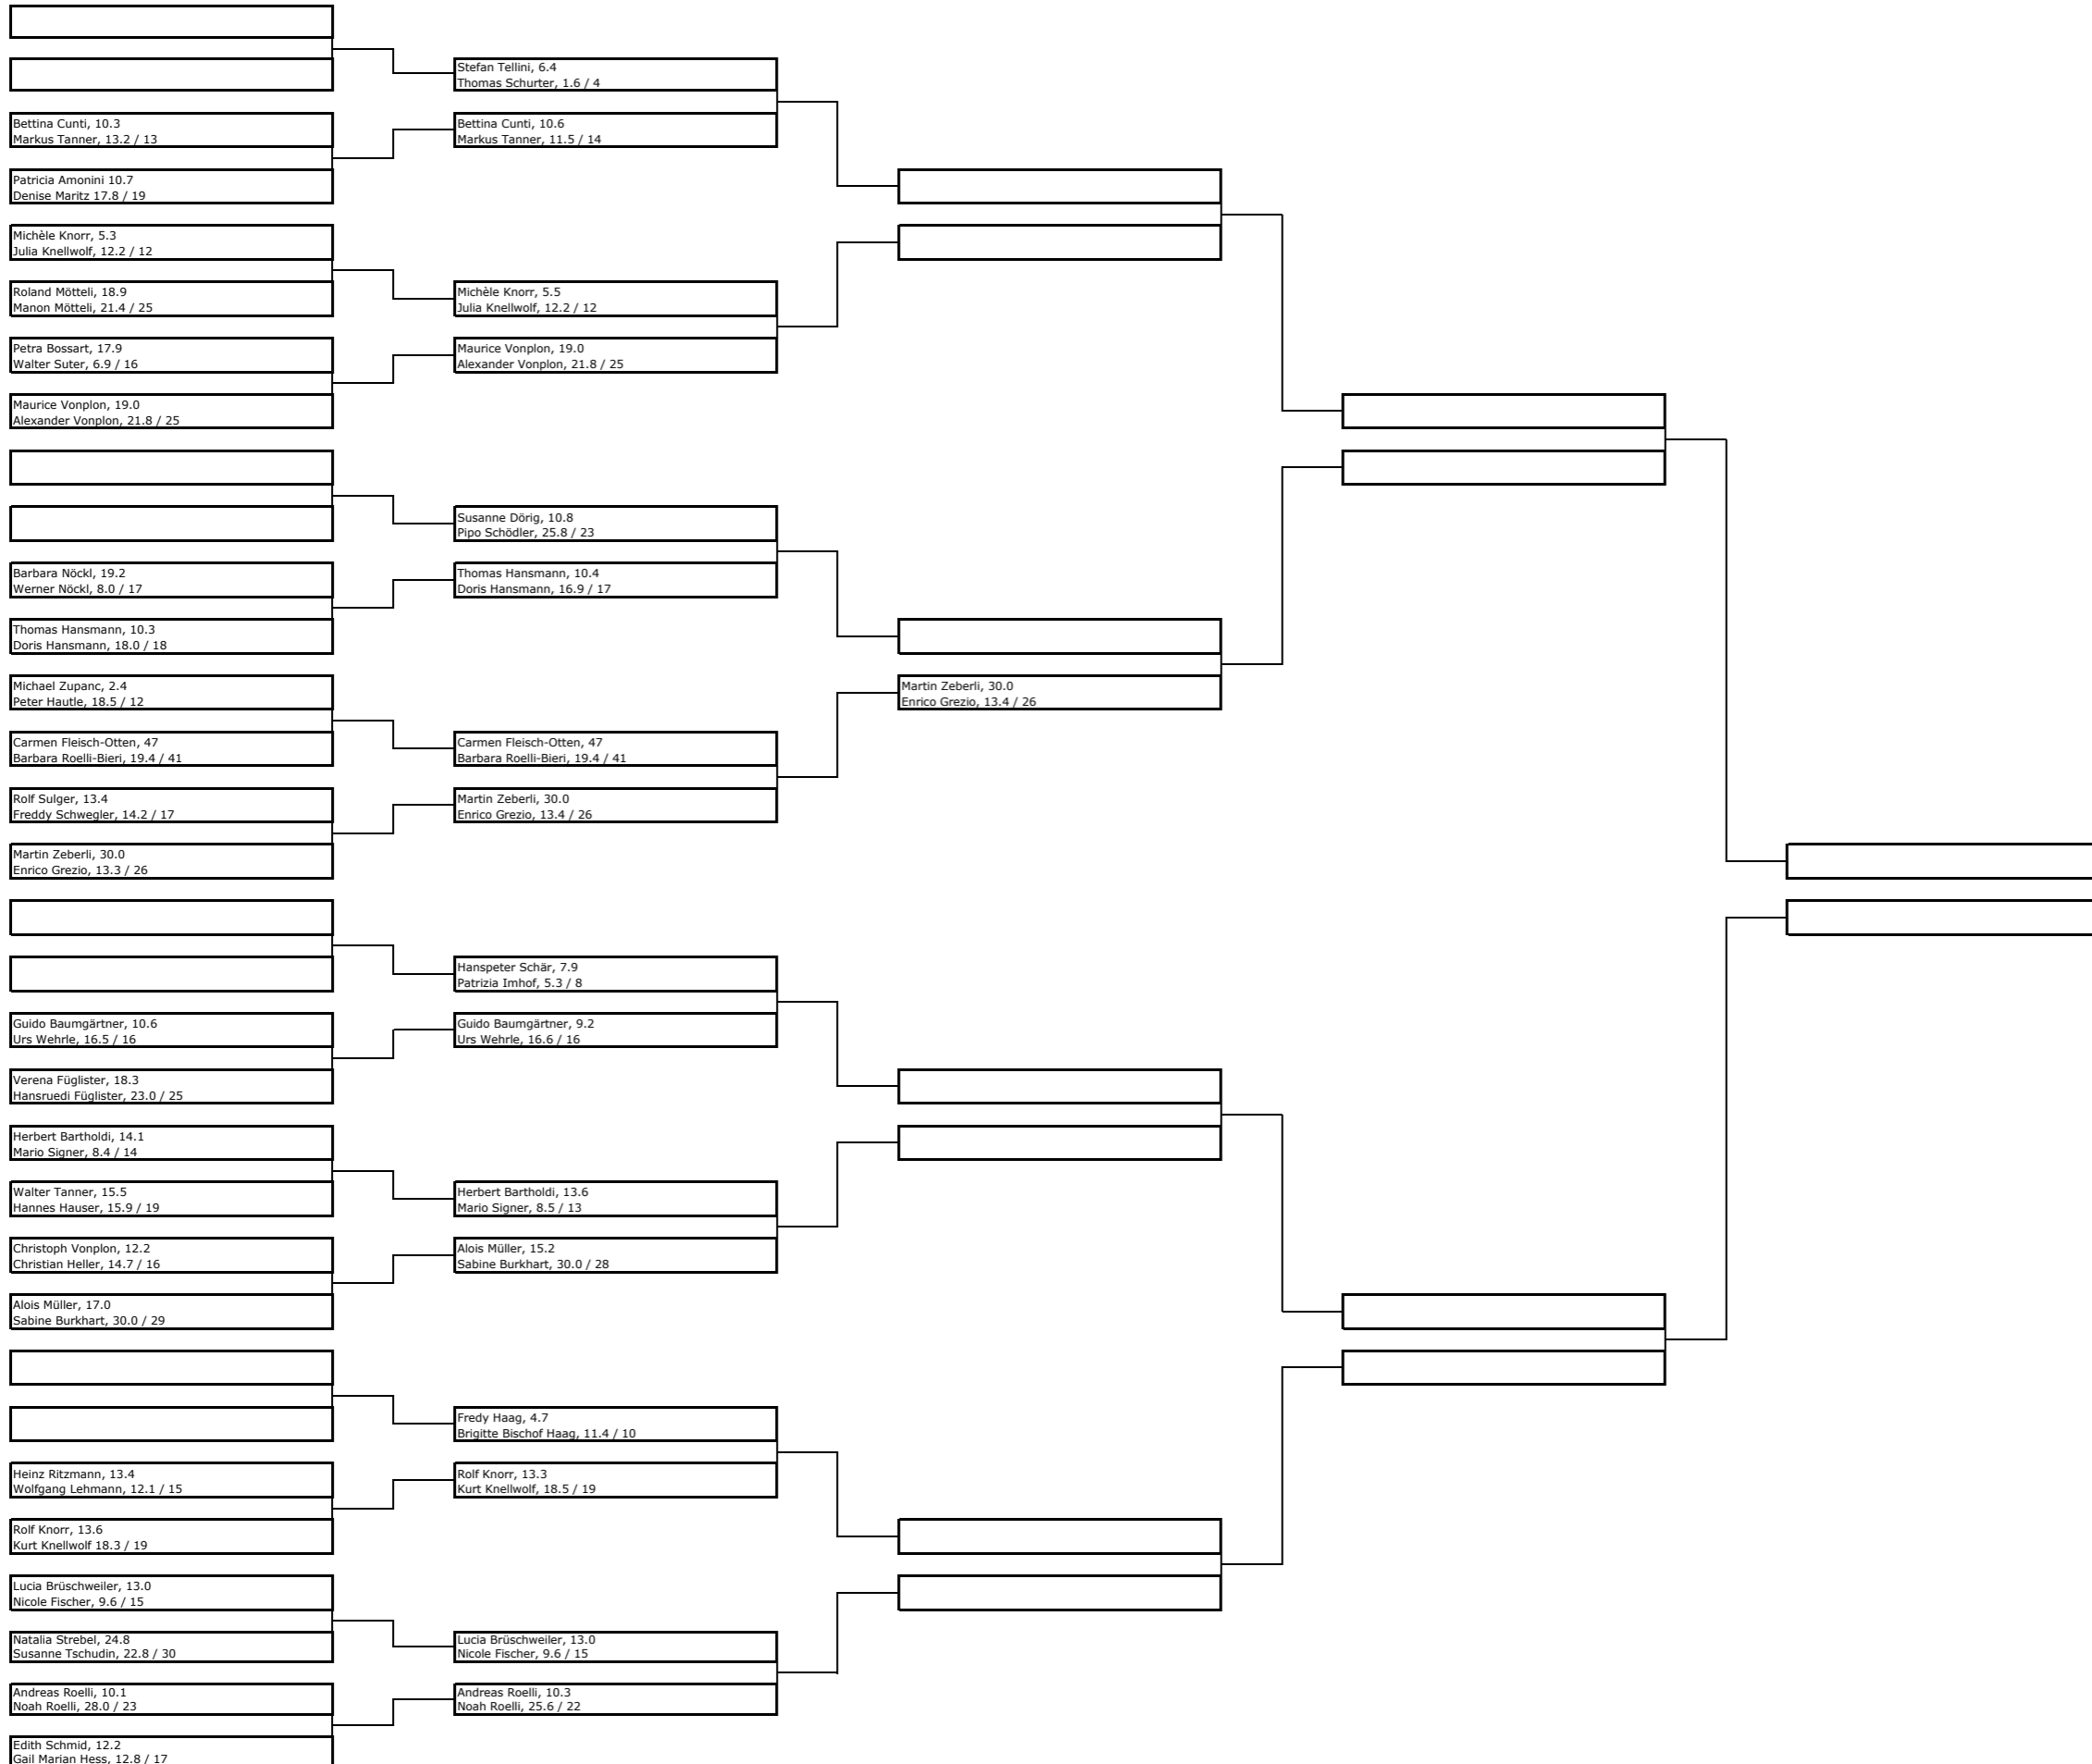 Stefan Tellini, 6.4
Thomas Schurter, 1.6 / 4
Bettina Cunti, 10.3
Markus Tanner, 13.2 / 13
Bettina Cunti, 10.6
Markus Tanner, 11.5 / 14
Patricia Amonini 10.7
Denise Maritz 17.8 / 19
Michèle Knorr, 5.3
Julia Knellwolf, 12.2 / 12
Roland Mötteli, 18.9
Manon Mötteli, 21.4 / 25
Michèle Knorr, 5.5
Julia Knellwolf, 12.2 / 12
Petra Bossart, 17.9
Walter Suter, 6.9 / 16
Maurice Vonplon, 19.0
Alexander Vonplon, 21.8 / 25
Maurice Vonplon, 19.0
Alexander Vonplon, 21.8 / 25
Susanne Dörig, 10.8
Pipo Schödler, 25.8 / 23
Barbara Nöckl, 19.2
Werner Nöckl, 8.0 / 17
Thomas Hansmann, 10.4
Doris Hansmann, 16.9 / 17
Thomas Hansmann, 10.3
Doris Hansmann, 18.0 / 18
Michael Zupanc, 2.4
Peter Hautle, 18.5 / 12
Martin Zeberli, 30.0
Enrico Grezio, 13.4 / 26
Carmen Fleisch-Otten, 47
Barbara Roelli-Bieri, 19.4 / 41
Carmen Fleisch-Otten, 47
Barbara Roelli-Bieri, 19.4 / 41
Rolf Sulger, 13.4
Freddy Schwegler, 14.2 / 17
Martin Zeberli, 30.0
Enrico Grezio, 13.4 / 26
Martin Zeberli, 30.0
Enrico Grezio, 13.3 / 26
Hanspeter Schär, 7.9
Patrizia Imhof, 5.3 / 8
Guido Baumgärtner, 10.6
Urs Wehrle, 16.5 / 16
Guido Baumgärtner, 9.2
Urs Wehrle, 16.6 / 16
Verena Füglister, 18.3
Hansruedi Füglister, 23.0 / 25
Herbert Bartholdi, 14.1
Mario Signer, 8.4 / 14
Walter Tanner, 15.5
Hannes Hauser, 15.9 / 19
Herbert Bartholdi, 13.6
Mario Signer, 8.5 / 13
Christoph Vonplon, 12.2
Christian Heller, 14.7 / 16
Alois Müller, 15.2
Sabine Burkhart, 30.0 / 28
Alois Müller, 17.0
Sabine Burkhart, 30.0 / 29
Fredy Haag, 4.7
Brigitte Bischof Haag, 11.4 / 10
Heinz Ritzmann, 13.4
Wolfgang Lehmann, 12.1 / 15
Rolf Knorr, 13.3
Kurt Knellwolf, 18.5 / 19
Rolf Knorr, 13.6
Kurt Knellwolf 18.3 / 19
Lucia Brüschweiler, 13.0
Nicole Fischer, 9.6 / 15
Natalia Strebel, 24.8
Susanne Tschudin, 22.8 / 30
Lucia Brüschweiler, 13.0
Nicole Fischer, 9.6 / 15
Andreas Roelli, 10.1
Noah Roelli, 28.0 / 23
Andreas Roelli, 10.3
Noah Roelli, 25.6 / 22
Edith Schmid, 12.2
Gail Marian Hess, 12.8 / 17